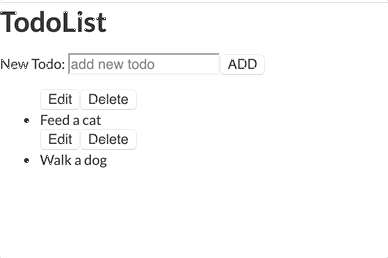 TodoList
New Todo: add new todo ADD
Edit Delete
Feed a cat
Edit Delete
Walk a dog